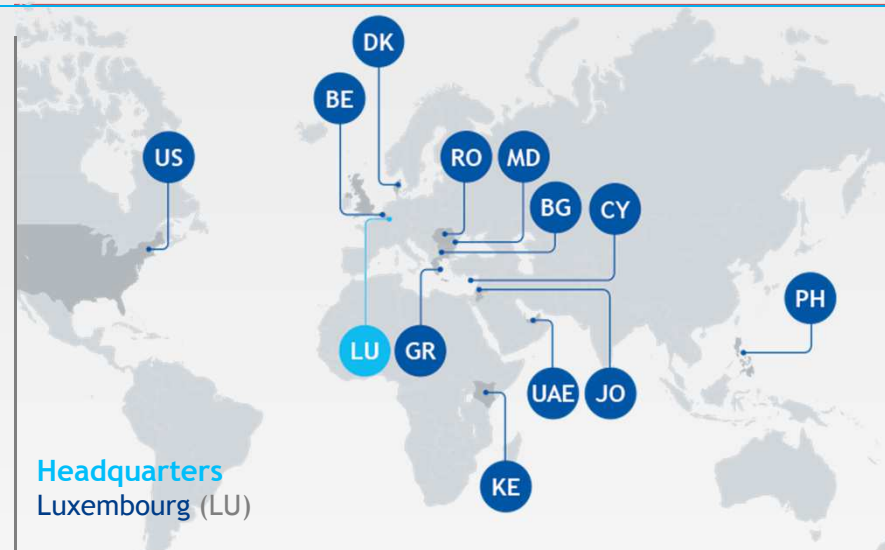 DK
BE
US
RO
MD
BG
CY
PH
LU
GR
UAE
JO
KE
Headquarters
Luxembourg (LU)